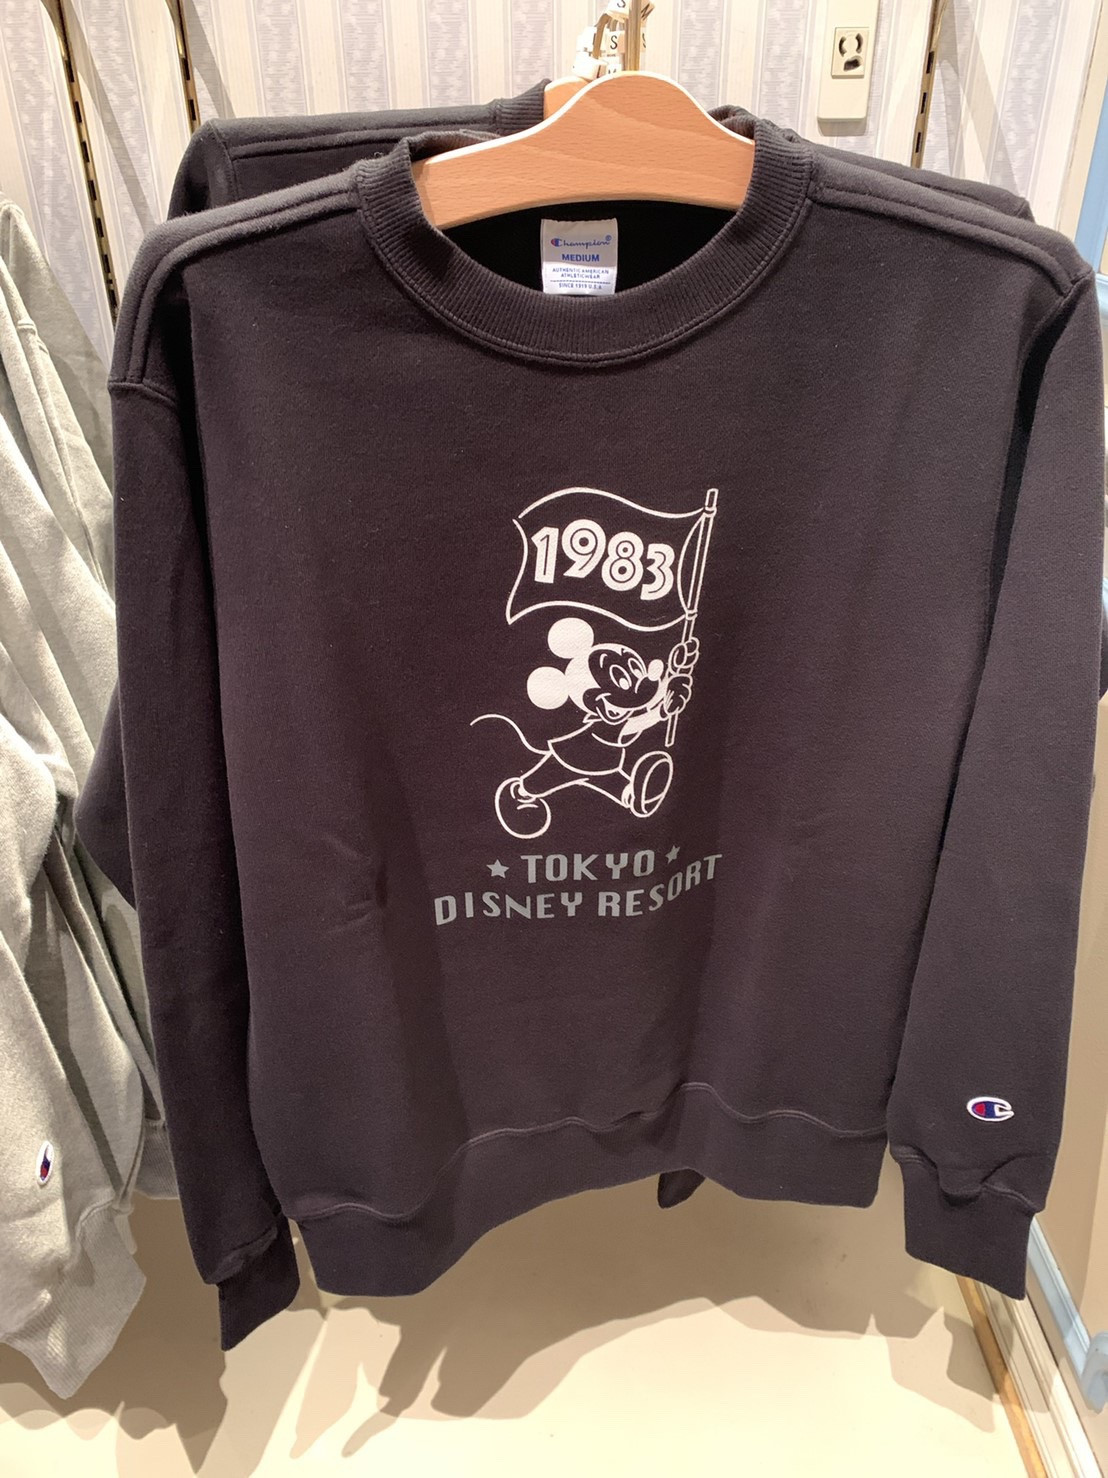 S
M
S
Champion
MEDIUM
AUTHENTIC AMERICAN
ATHLETICWEAR
SINCE 1919 U.S.A
1983
★ TOKYO ★
DISNEY RESORT